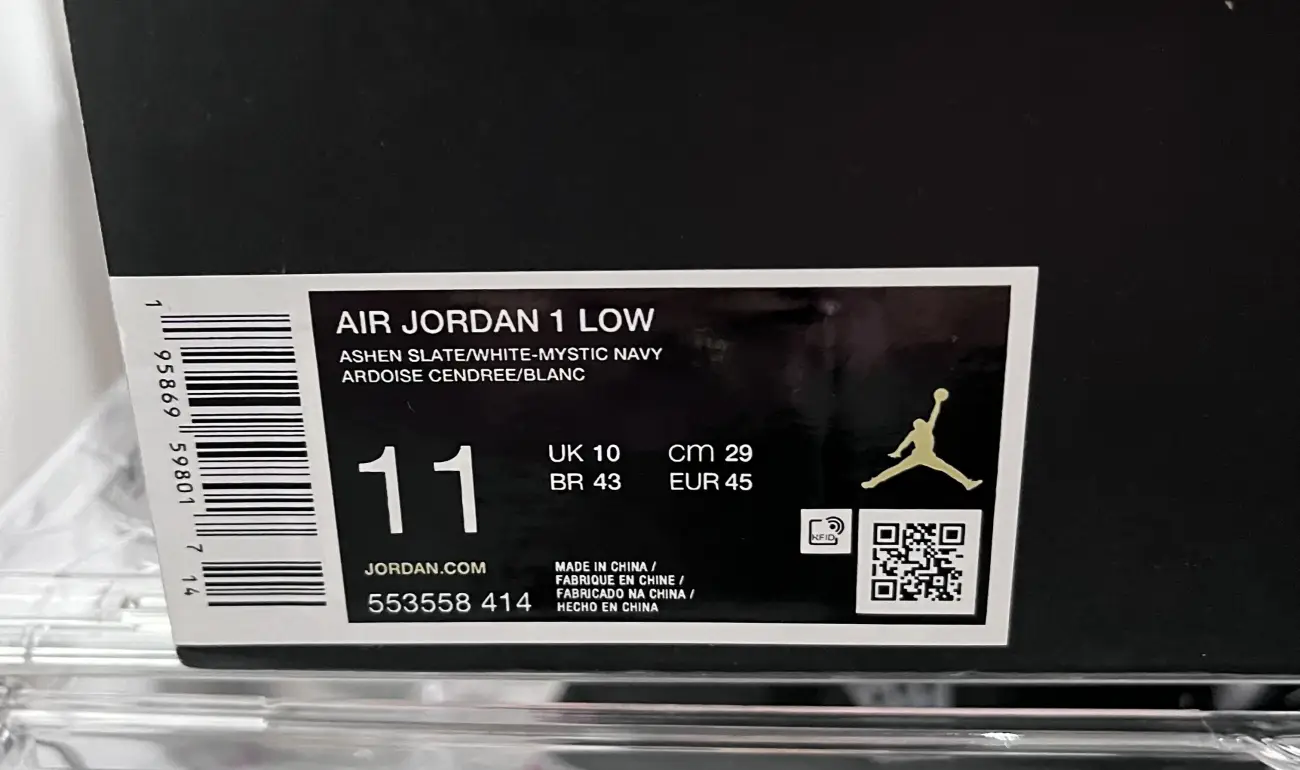 1 95869 59801 7 14
AIR JORDAN 1 LOW
ASHEN SLATE/WHITE-MYSTIC NAVY
ARDOISE CENDREE/BLANC
11
UK 10 cm 29
BR 43 EUR 45
RFID
JORDAN.COM
553558 414
MADE IN CHINA /
FABRIQUE EN CHINE /
FABRICADO NA CHINA /
HECHO EN CHINA